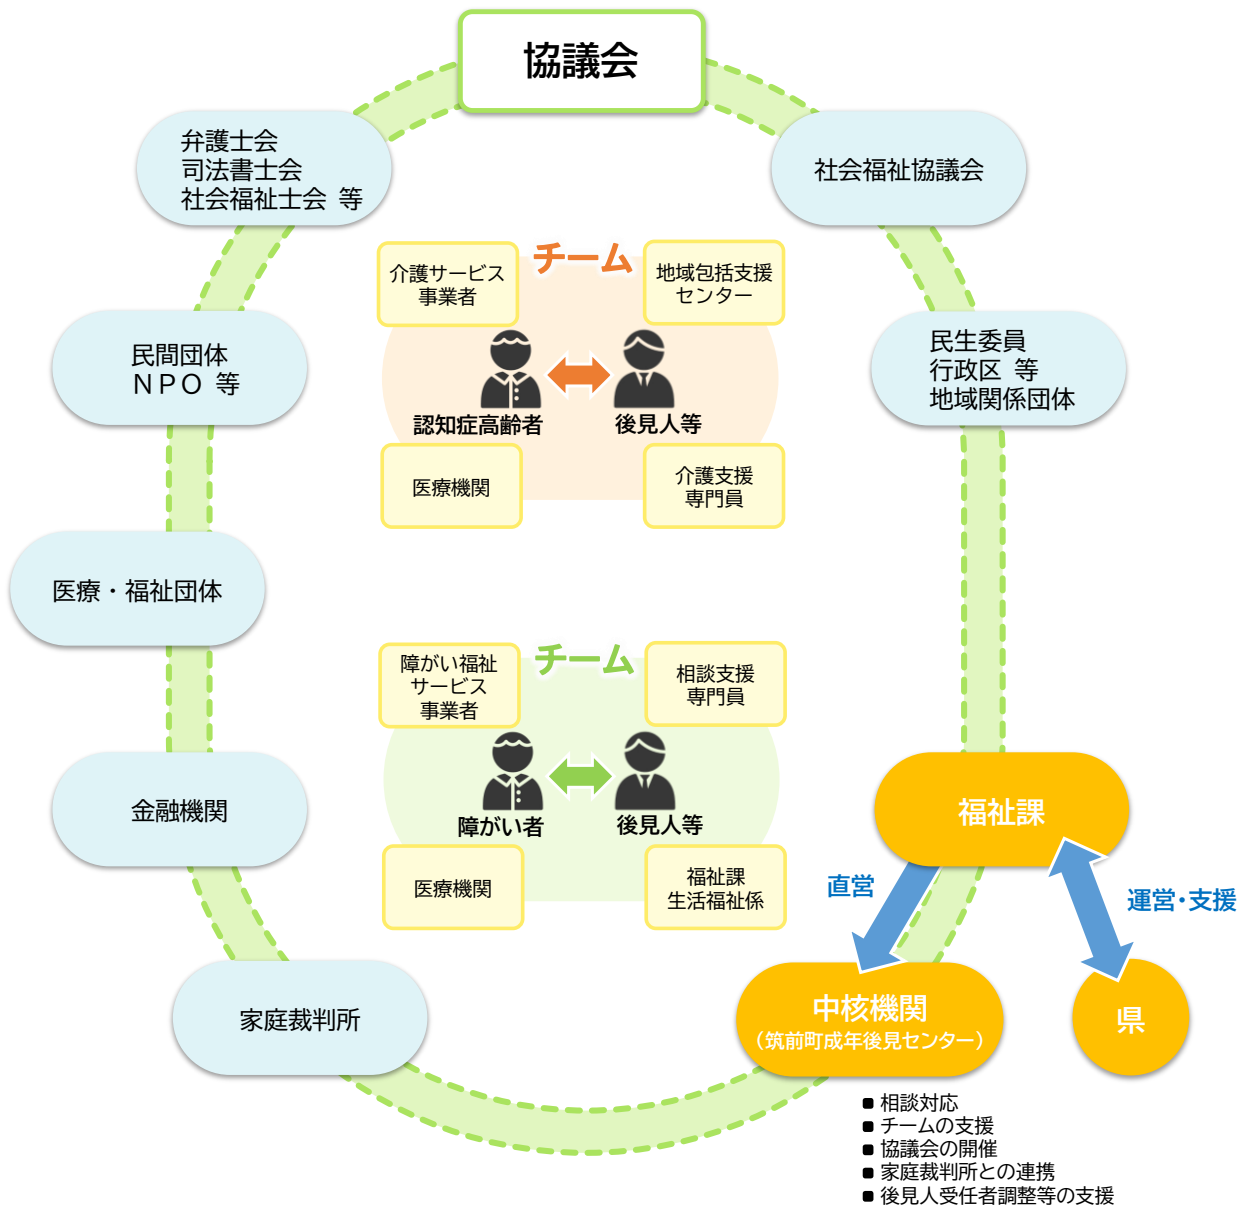 協議会
弁護士会
司法書士会
社会福祉士会 等
社会福祉協議会
チーム
介護サービス
事業者
地域包括支援
センター
認知症高齢者
後見人等
医療機関
介護支援
専門員
民間団体
ＮＰＯ 等
民生委員
行政区 等
地域関係団体
医療・福祉団体
チーム
障がい福祉
サービス
事業者
相談支援
専門員
障がい者
後見人等
医療機関
福祉課
生活福祉係
金融機関
福祉課
直営
運営・支援
家庭裁判所
中核機関
（筑前町成年後見センター）
県
■ 相談対応
■ チームの支援
■ 協議会の開催
■ 家庭裁判所との連携
■ 後見人受任者調整等の支援